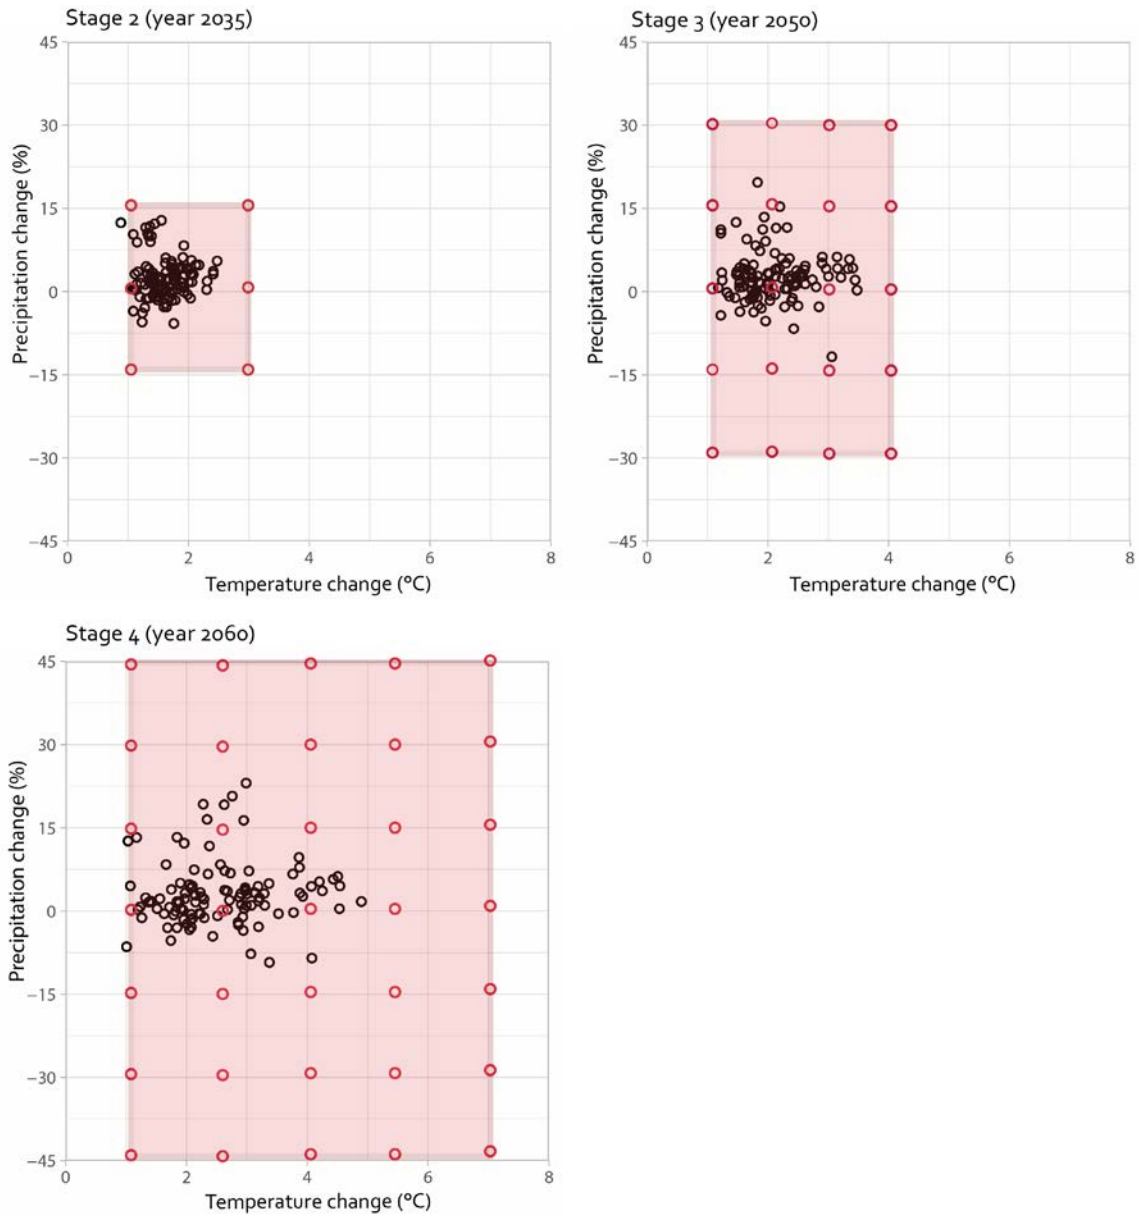 Stage 2 (year 2035)
45
30
15
0
−15
−30
−45
Precipitation change (%)
0 2 4 6 8
Temperature change (°C)
Stage 3 (year 2050)
45
30
15
0
−15
−30
−45
Precipitation change (%)
0 2 4 6 8
Temperature change (°C)
Stage 4 (year 2060)
45
30
15
0
−15
−30
−45
Precipitation change (%)
0 2 4 6 8
Temperature change (°C)